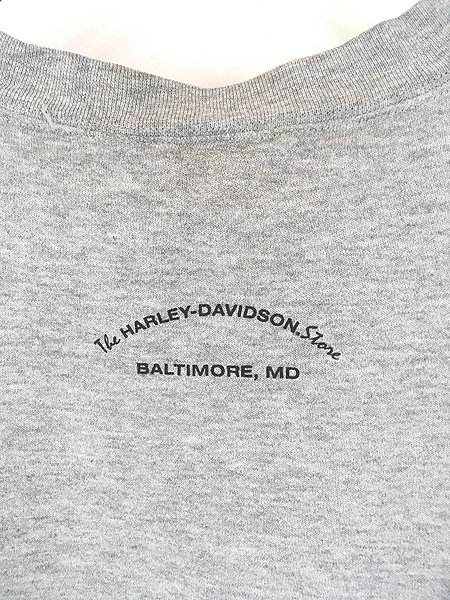 The HARLEY-DAVIDSON. Store
BALTIMORE, MD